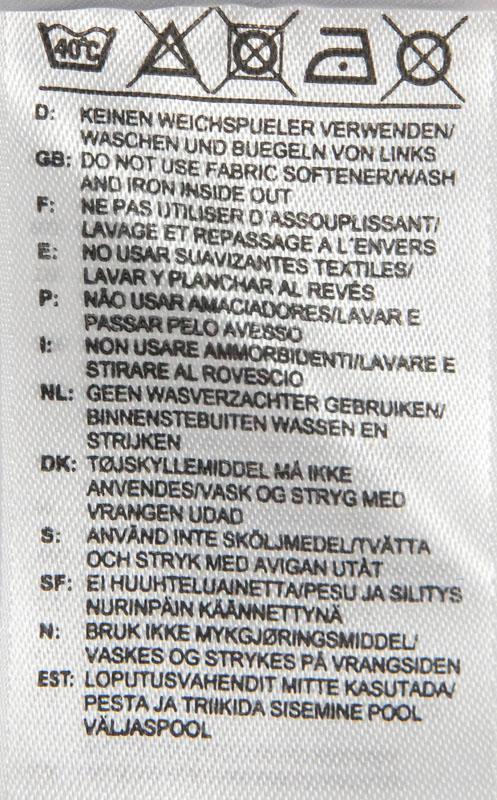 40°C
D: KEINEN WEICHSPUELER VERWENDEN/
WASCHEN UND BUEGELN VON LINKS
GB: DO NOT USE FABRIC SOFTENER/WASH
AND IRON INSIDE OUT
F: NE PAS UTILISER D'ASSOUPLISSANT/
LAVAGE ET REPASSAGE A L'ENVERS
E: NO USAR SUAVIZANTES TEXTILES/
LAVAR Y PLANCHAR AL REVÉS
P: NÃO USAR AMACIADORES/LAVAR E
PASSAR PELO AVESSO
I: NON USARE AMMORBIDENTI/LAVARE E
STIRARE AL ROVESCIO
NL: GEEN WASVERZACHTER GEBRUIKEN/
BINNENSTEBUITEN WASSEN EN
STRIJKEN
DK: TØJSKYLLEMIDDEL MÅ IKKE
ANVENDES/VASK OG STRYG MED
VRANGEN UDAD
S: ANVÄND INTE SKÖLJMEDEL/TVÄTTA
OCH STRYK MED AVIGAN UTÅT
SF: EI HUUHTELUAINETTA/PESU JA SILITYS
NURINPÄIN KÄÄNNETTYNÄ
N: BRUK IKKE MYKGJØRINGSMIDDEL/
VASKES OG STRYKES PÅ VRANGSIDEN
EST: LOPUTUSVAHENDIT MITTE KASUTADA/
PESTA JA TRIIKIDA SISEMINE POOL
VÄLJASPOOL